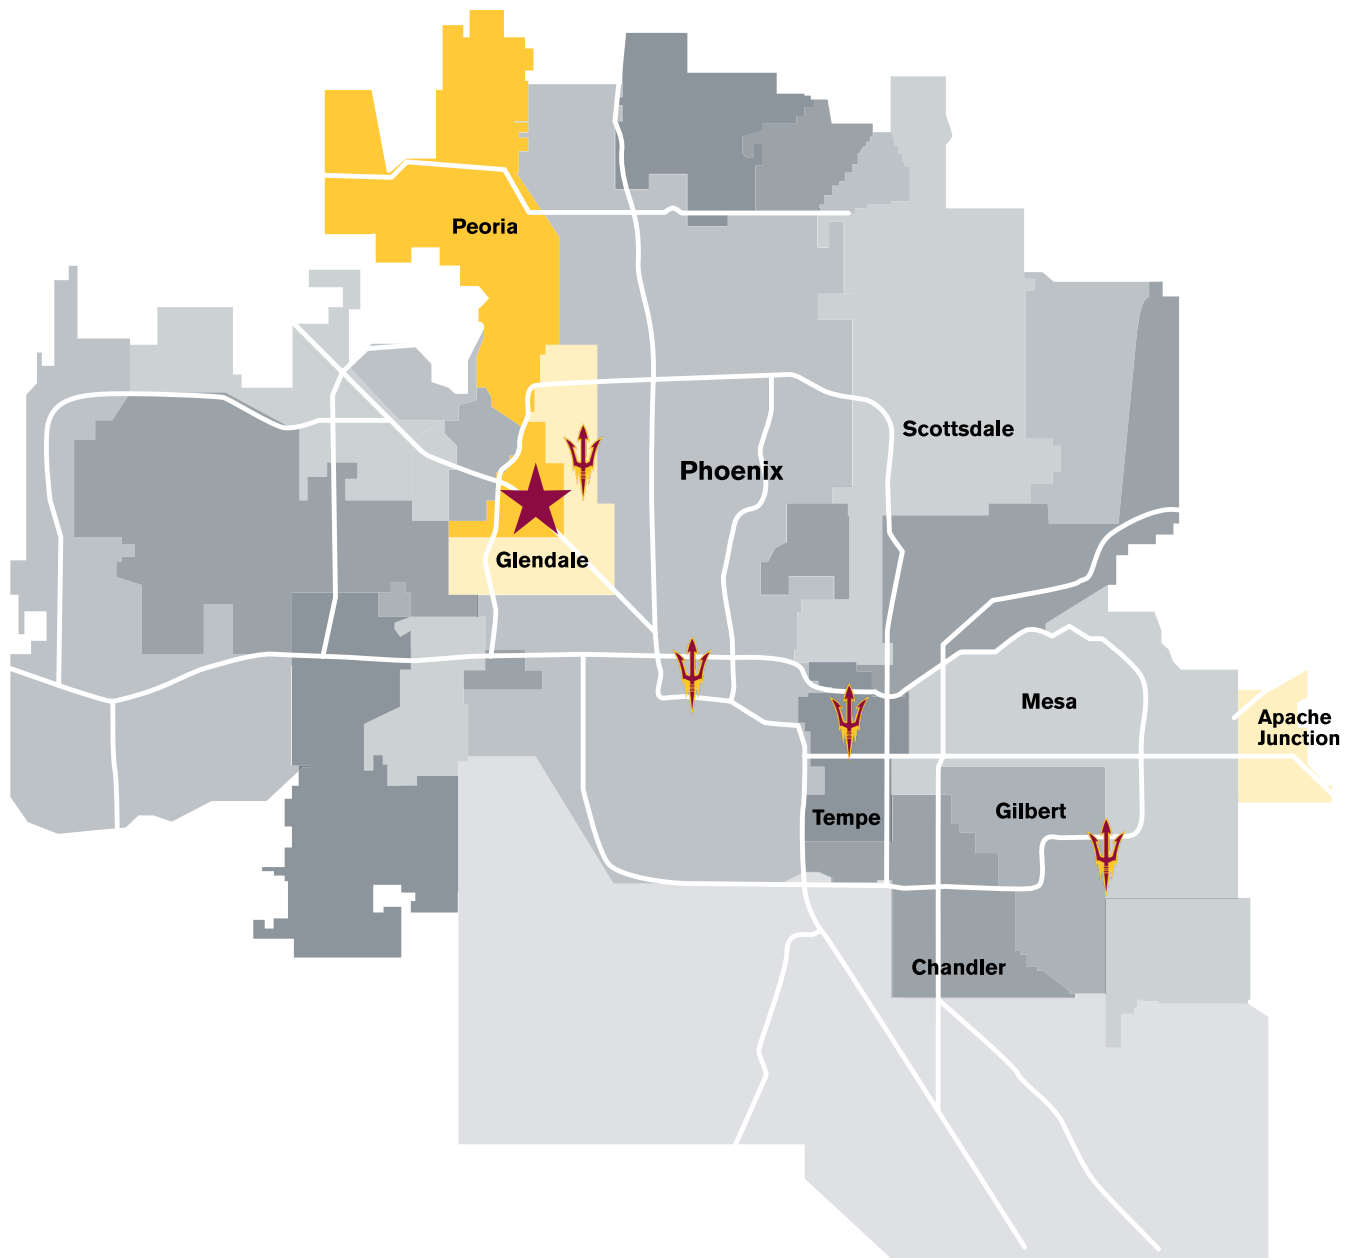 Peoria
Scottsdale
Phoenix
Glendale
Mesa
Apache
Junction
Gilbert
Tempe
Chandler